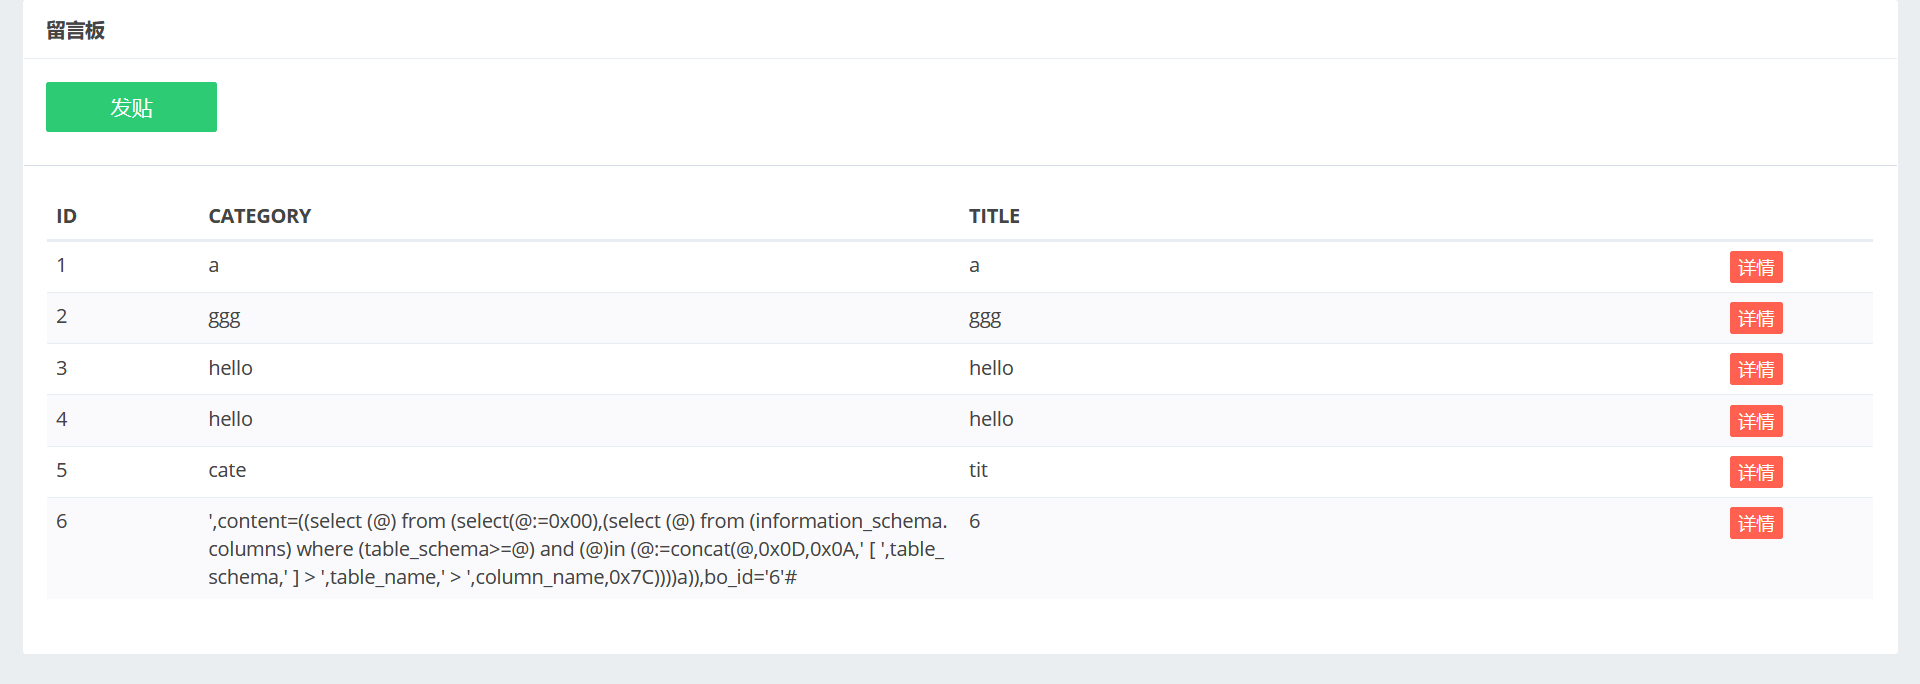 留言板
发贴
ID CATEGORY TITLE
1 a a 详情
2 ggg ggg 详情
3 hello hello 详情
4 hello hello 详情
5 cate tit 详情
6 ',content=((select (@) from (select(@:=0x00),(select (@) from (information_schema. 6 详情
columns) where (table_schema>=@) and (@)in (@:=concat(@,0x0D,0x0A,' [ ',table_
schema,' ] > ',table_name,' > ',column_name,0x7C))))a)),bo_id='6'#